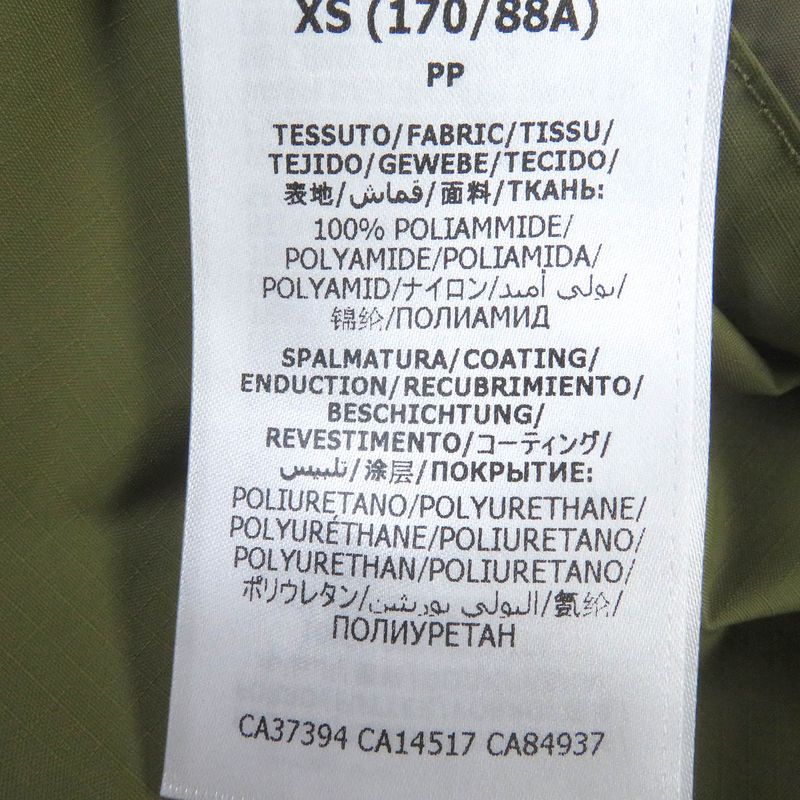 XS (170/88A)
PP
TESSUTO/FABRIC/TISSU/
TEJIDO/GEWEBE/TECIDO/
表地/قماش/面料/ТКАНЬ:
100% POLIAMMIDE/
POLYAMIDE/POLIAMIDA/
POLYAMID/ナイロン/بولي أميد/
锦纶/ПОЛИАМИД
SPALMATURA/COATING/
ENDUCTION/RECUBRIMIENTO/
BESCHICHTUNG/
REVESTIMENTO/コーティング/
تلبيس/涂层/ПОКРЫТИЕ:
POLIURETANO/POLYURETHANE/
POLYURÉTHANE/POLIURETANO/
POLYURETHAN/POLIURETANO/
ポリウレタン/البولي يوريثين/氨纶/
ПОЛИУРЕТАН
CA37394 CA14517 CA84937